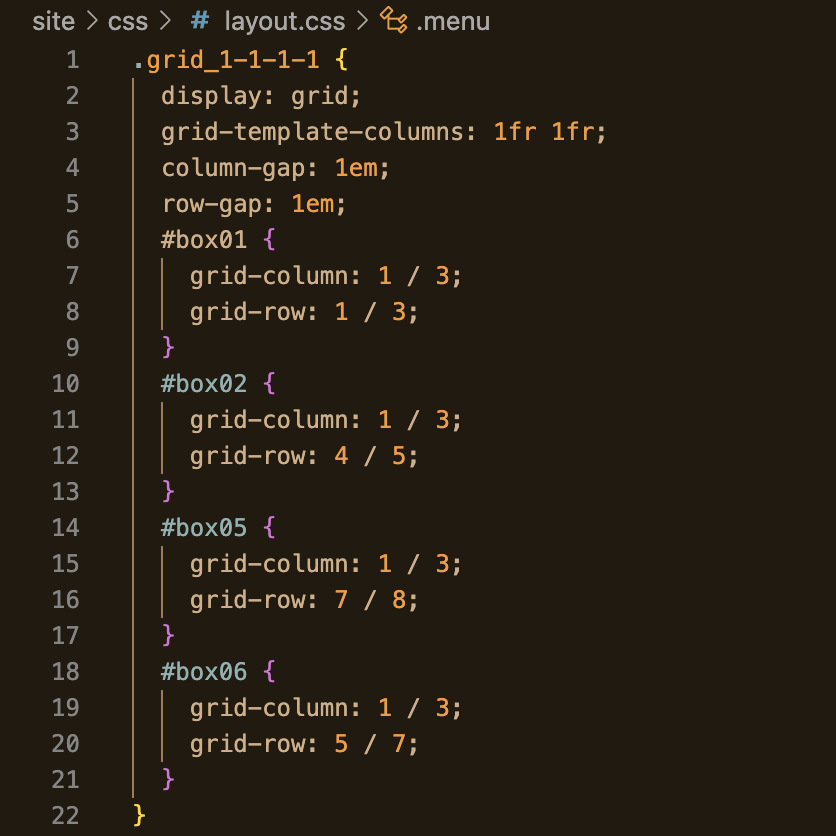 site > css > # layout.css > .menu
1 .grid_1-1-1-1 {
2 display: grid;
3 grid-template-columns: 1fr 1fr;
4 column-gap: 1em;
5 row-gap: 1em;
6 #box01 {
7 grid-column: 1 / 3;
8 grid-row: 1 / 3;
9 }
10 #box02 {
11 grid-column: 1 / 3;
12 grid-row: 4 / 5;
13 }
14 #box05 {
15 grid-column: 1 / 3;
16 grid-row: 7 / 8;
17 }
18 #box06 {
19 grid-column: 1 / 3;
20 grid-row: 5 / 7;
21 }
22 }